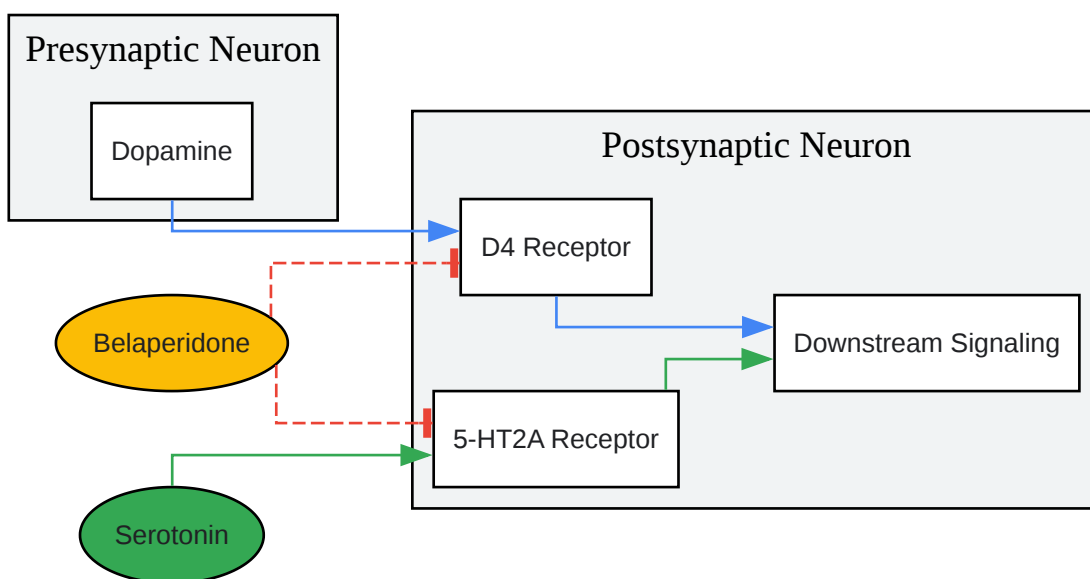 Presynaptic Neuron
Dopamine
Postsynaptic Neuron
D4 Receptor
Belaperidone
Downstream Signaling
5-HT2A Receptor
Serotonin